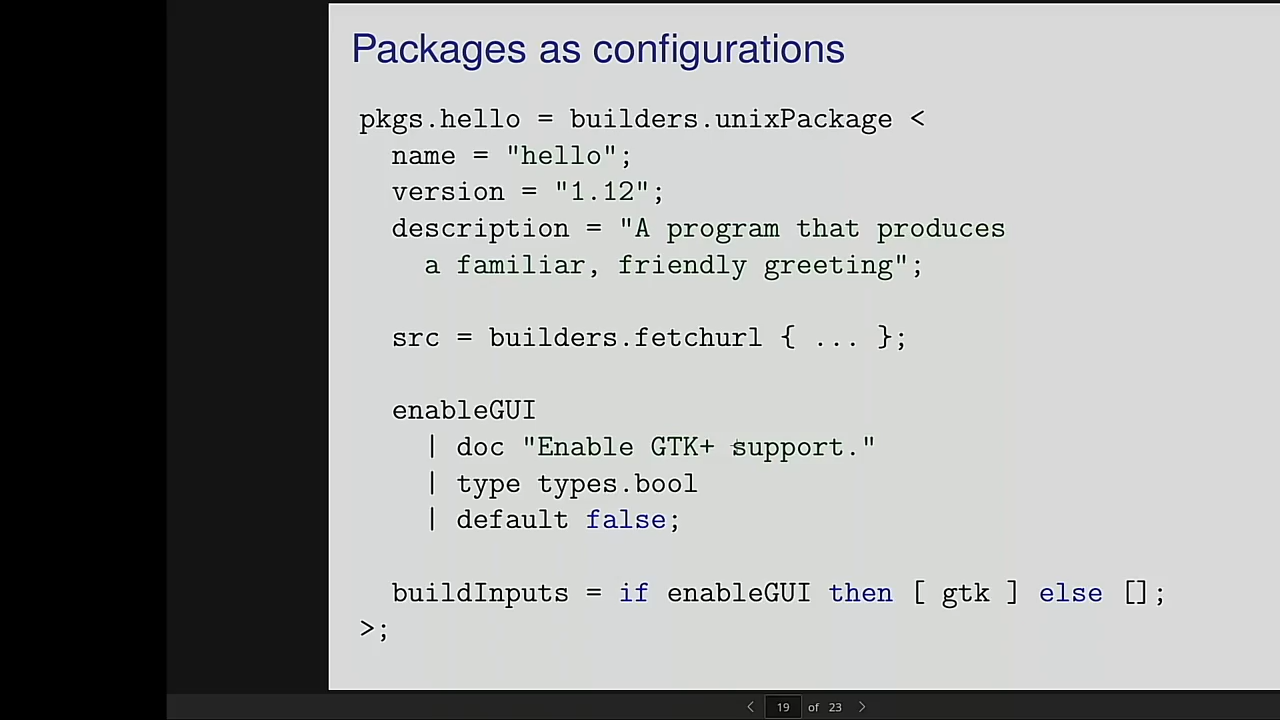 Packages as configurations
pkgs.hello = builders.unixPackage <
name = "hello";
version = "1.12";
description = "A program that produces
a familiar, friendly greeting";
src = builders.fetchurl { ... };
enableGUI
| doc "Enable GTK+ support."
| type types.bool
| default false;
buildInputs = if enableGUI then [ gtk ] else [];
>;
19 of 23